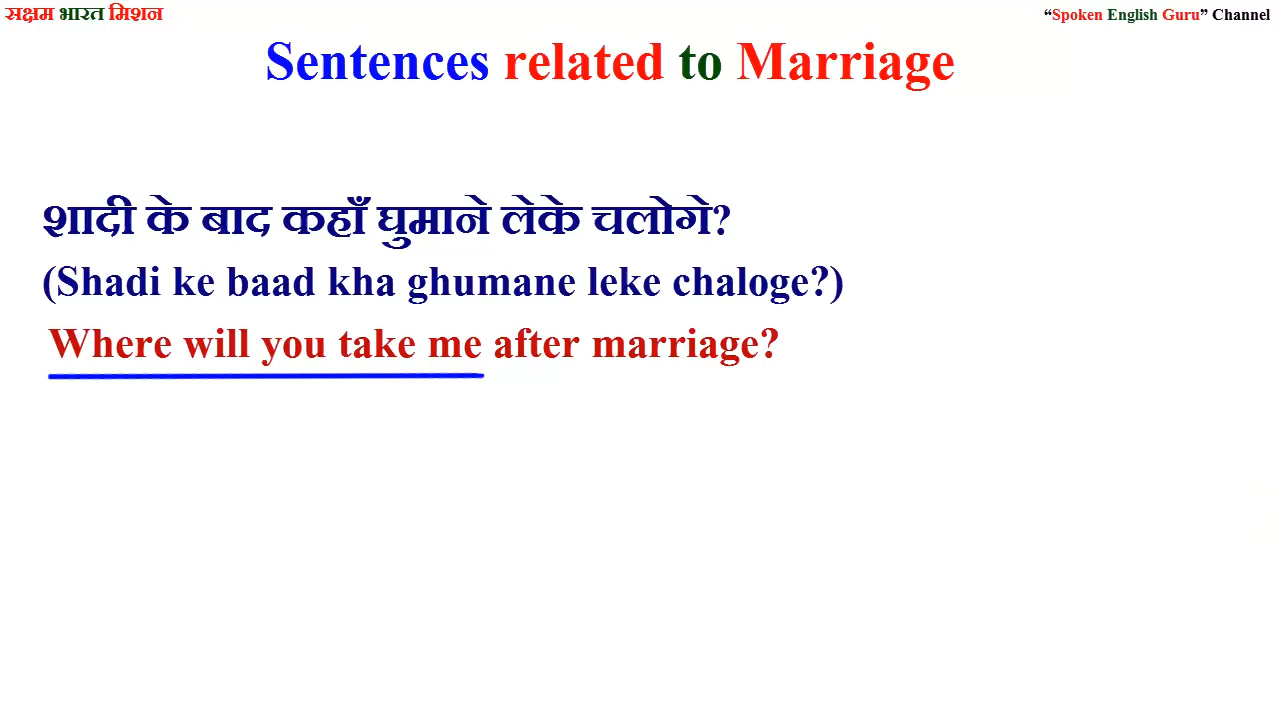 सक्षम भारत मिशन
“Spoken English Guru” Channel
Sentences related to Marriage
शादी के बाद कहाँ घुमाने लेके चलोगे?
(Shadi ke baad kha ghumane leke chaloge?)
Where will you take me after marriage?